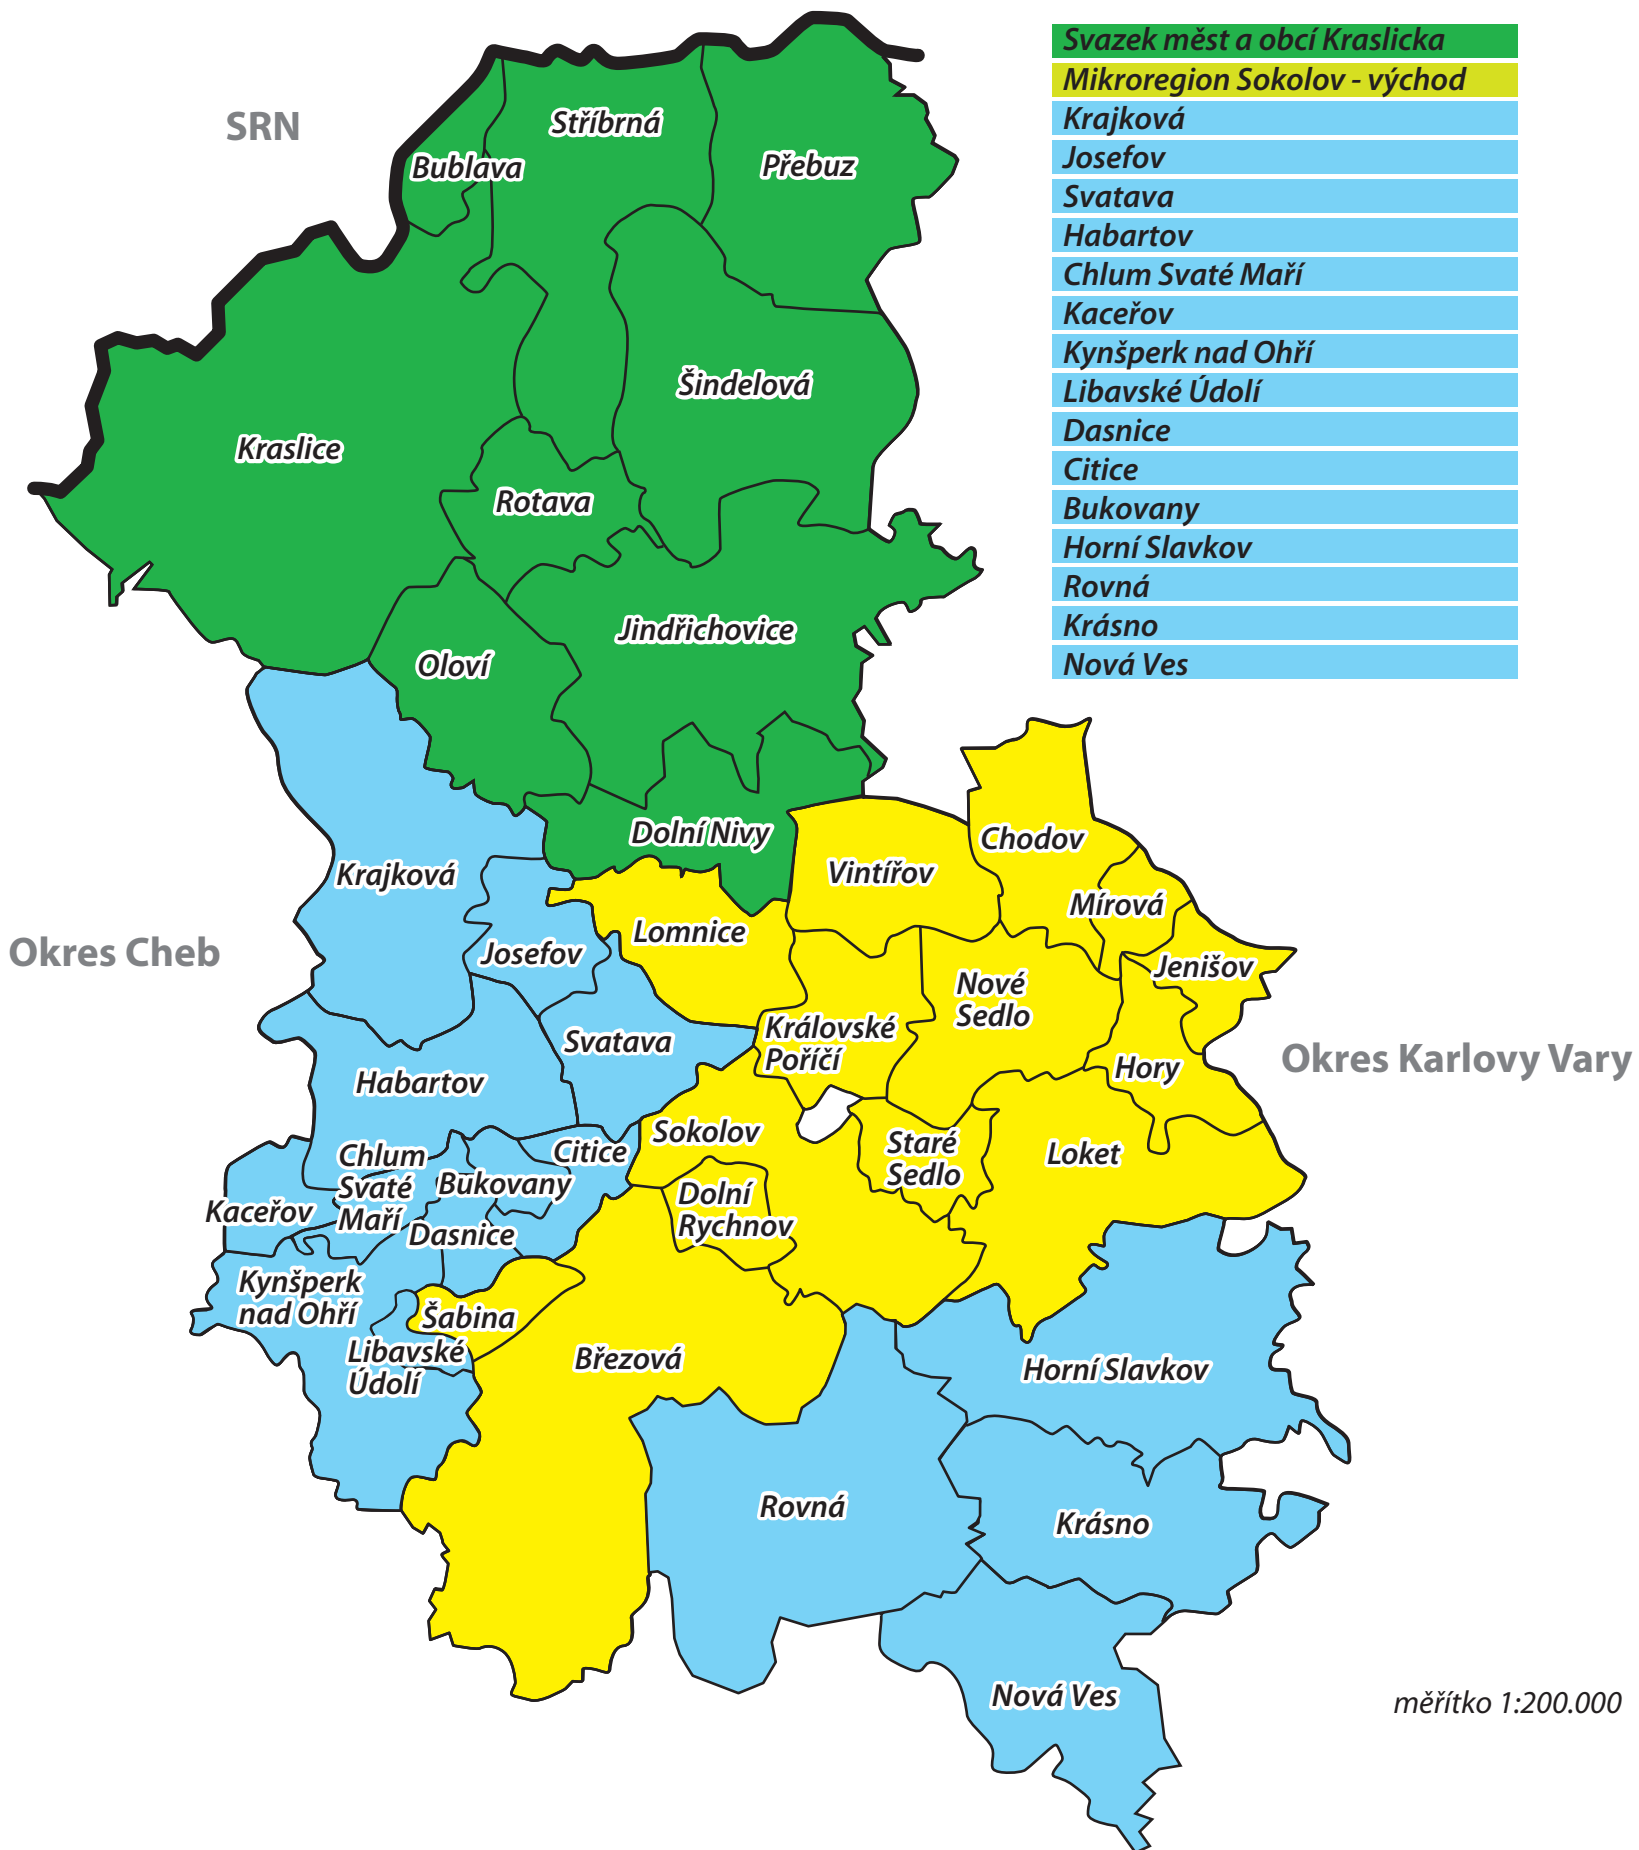 Svazek měst a obcí Kraslicka
Mikroregion Sokolov - východ
Krajková
Josefov
Svatava
Habartov
Chlum Svaté Maří
Kaceřov
Kynšperk nad Ohří
Libavské Údolí
Dasnice
Citice
Bukovany
Horní Slavkov
Rovná
Krásno
Nová Ves
SRN
Stříbrná
Bublava
Přebuz
Šindelová
Kraslice
Rotava
Jindřichovice
Oloví
Dolní Nivy
Chodov
Vintířov
Krajková
Mírová
Lomnice
Okres Cheb
Josefov
Jenišov
Nové
Sedlo
Královské
Poříčí
Svatava
Okres Karlovy Vary
Hory
Habartov
Sokolov
Staré
Sedlo
Loket
Citice
Chlum
Svaté
Maří
Bukovany
Dolní
Rychnov
Kaceřov
Dasnice
Kynšperk
nad Ohří
Šabina
Libavské
Údolí
Březová
Horní Slavkov
Rovná
Krásno
Nová Ves
měřítko 1:200.000